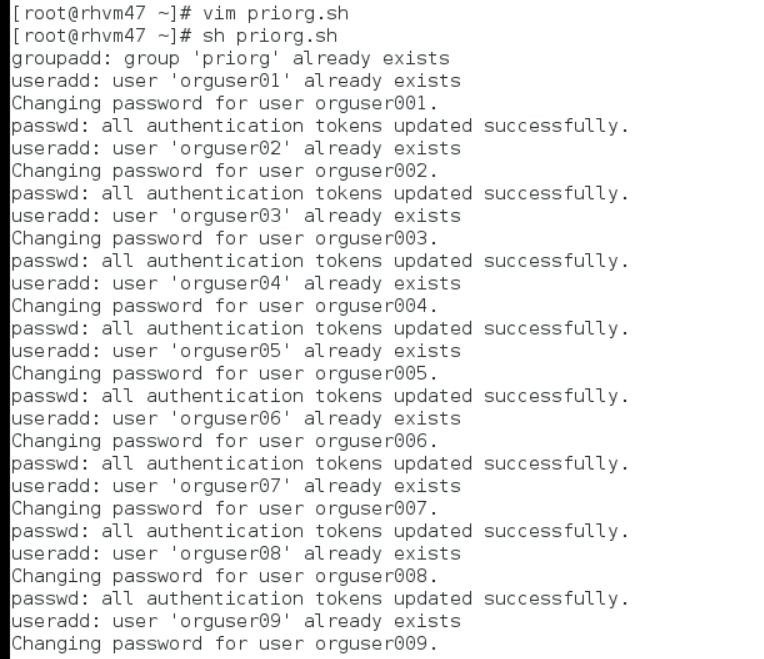 [root@rhvm47 ~]# vim priorg.sh
[root@rhvm47 ~]# sh priorg.sh
groupadd: group 'priorg' already exists
useradd: user 'orguser01' already exists
Changing password for user orguser001.
passwd: all authentication tokens updated successfully.
useradd: user 'orguser02' already exists
Changing password for user orguser002.
passwd: all authentication tokens updated successfully.
useradd: user 'orguser03' already exists
Changing password for user orguser003.
passwd: all authentication tokens updated successfully.
useradd: user 'orguser04' already exists
Changing password for user orguser004.
passwd: all authentication tokens updated successfully.
useradd: user 'orguser05' already exists
Changing password for user orguser005.
passwd: all authentication tokens updated successfully.
useradd: user 'orguser06' already exists
Changing password for user orguser006.
passwd: all authentication tokens updated successfully.
useradd: user 'orguser07' already exists
Changing password for user orguser007.
passwd: all authentication tokens updated successfully.
useradd: user 'orguser08' already exists
Changing password for user orguser008.
passwd: all authentication tokens updated successfully.
useradd: user 'orguser09' already exists
Changing password for user orguser009.